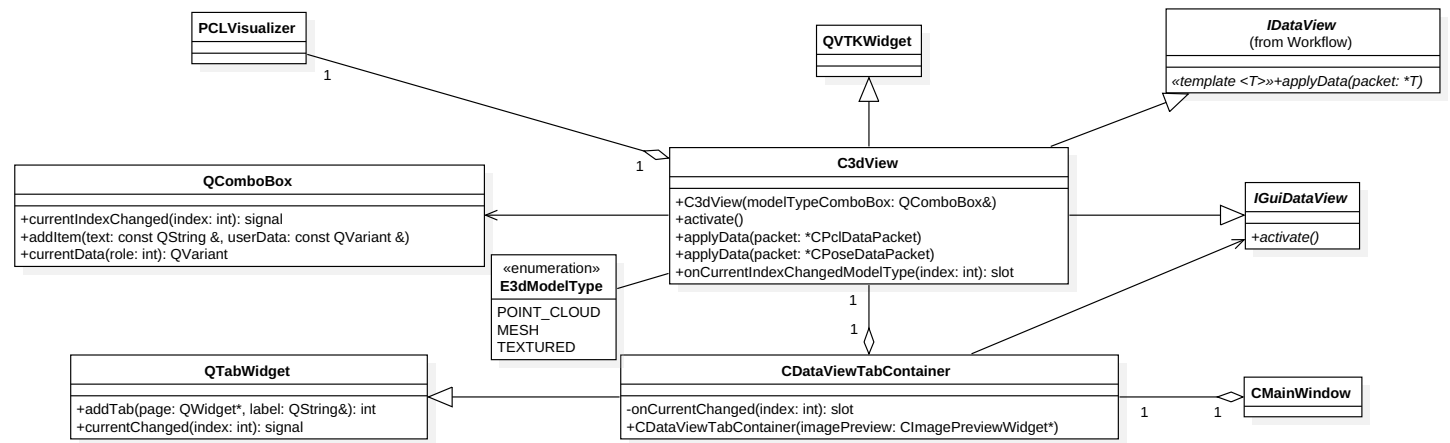 PCLVisualizer
1
QVTKWidget
IDataView
(from Workflow)
«template <T>»+applyData(packet: *T)
1
C3dView
+C3dView(modelTypeComboBox: QComboBox&)
+activate()
+applyData(packet: *CPclDataPacket)
+applyData(packet: *CPoseDataPacket)
+onCurrentIndexChangedModelType(index: int): slot
QComboBox
+currentIndexChanged(index: int): signal
+addItem(text: const QString &, userData: const QVariant &)
+currentData(role: int): QVariant
IGuiDataView
+activate()
«enumeration»
E3dModelType
POINT_CLOUD
MESH
TEXTURED
1
1
QTabWidget
+addTab(page: QWidget*, label: QString&): int
+currentChanged(index: int): signal
CDataViewTabContainer
-onCurrentChanged(index: int): slot
+CDataViewTabContainer(imagePreview: CImagePreviewWidget*)
1
1
CMainWindow